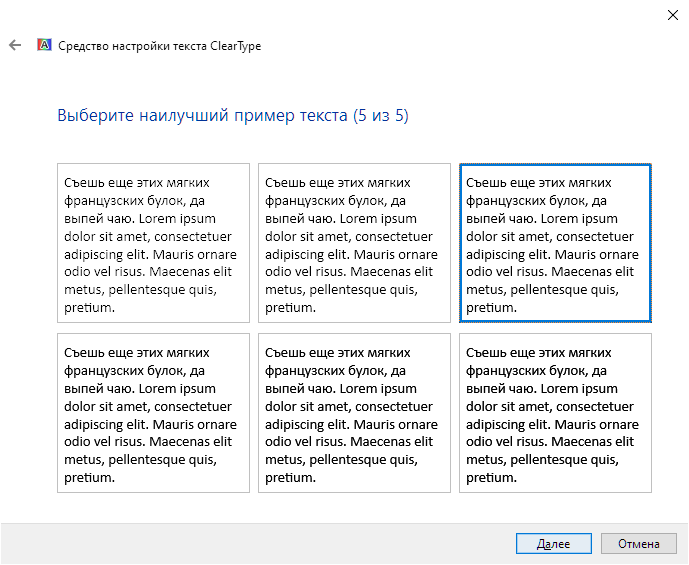 Средство настройки текста ClearType
Выберите наилучший пример текста (5 из 5)
Съешь еще этих мягких
французских булок, да
выпей чаю. Lorem ipsum
dolor sit amet, consectetuer
adipiscing elit. Mauris ornare
odio vel risus. Maecenas elit
metus, pellentesque quis,
pretium.
Съешь еще этих мягких
французских булок, да
выпей чаю. Lorem ipsum
dolor sit amet, consectetuer
adipiscing elit. Mauris ornare
odio vel risus. Maecenas elit
metus, pellentesque quis,
pretium.
Съешь еще этих мягких
французских булок, да
выпей чаю. Lorem ipsum
dolor sit amet, consectetuer
adipiscing elit. Mauris ornare
odio vel risus. Maecenas elit
metus, pellentesque quis,
pretium.
Съешь еще этих мягких
французских булок, да
выпей чаю. Lorem ipsum
dolor sit amet, consectetuer
adipiscing elit. Mauris ornare
odio vel risus. Maecenas elit
metus, pellentesque quis,
pretium.
Съешь еще этих мягких
французских булок, да
выпей чаю. Lorem ipsum
dolor sit amet, consectetuer
adipiscing elit. Mauris ornare
odio vel risus. Maecenas elit
metus, pellentesque quis,
pretium.
Съешь еще этих мягких
французских булок, да
выпей чаю. Lorem ipsum
dolor sit amet, consectetuer
adipiscing elit. Mauris ornare
odio vel risus. Maecenas elit
metus, pellentesque quis,
pretium.
Далее
Отмена